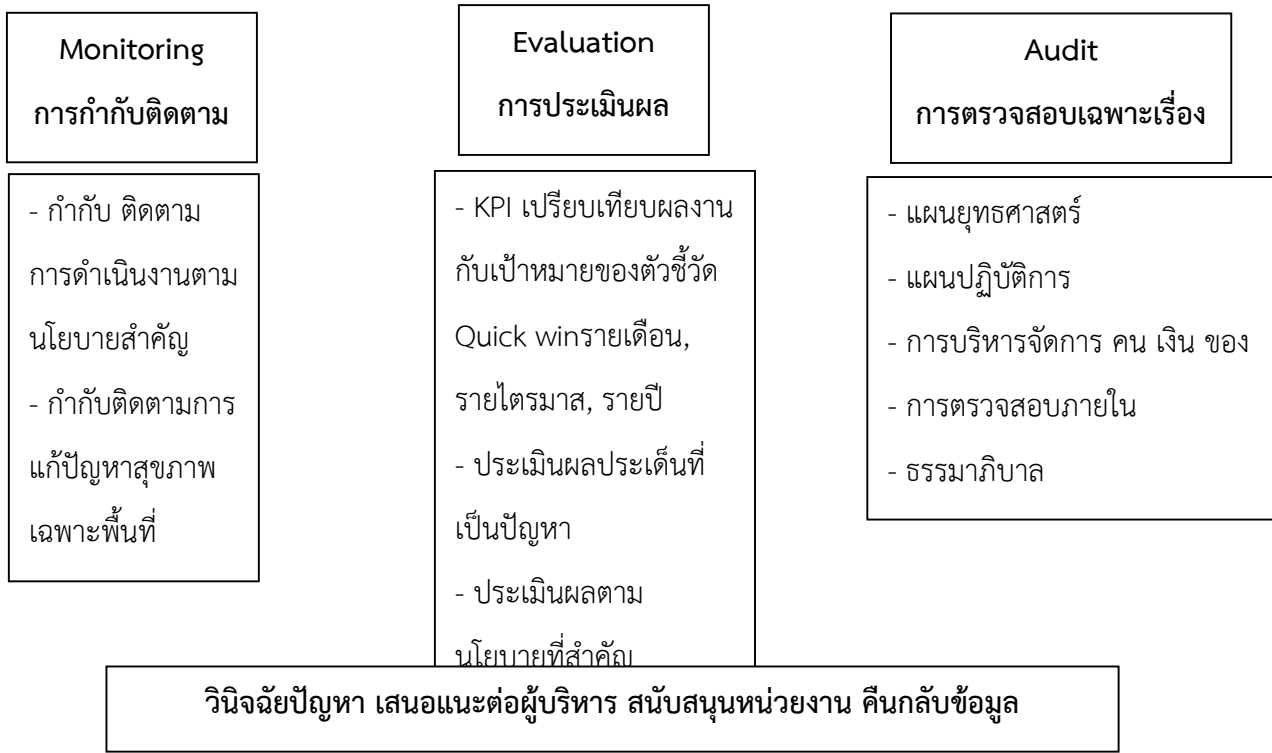 Monitoring
การกำกับติดตาม
- กำกับ ติดตาม
การดำเนินงานตาม
นโยบายสำคัญ
- กำกับติดตามการ
แก้ปัญหาสุขภาพ
เฉพาะพื้นที่
Evaluation
การประเมินผล
- KPI เปรียบเทียบผลงาน
กับเป้าหมายของตัวชี้วัด
Quick winรายเดือน,
รายไตรมาส, รายปี
- ประเมินผลประเด็นที่
เป็นปัญหา
- ประเมินผลตาม
นโยบายที่สำคัญ
Audit
การตรวจสอบเฉพาะเรื่อง
- แผนยุทธศาสตร์
- แผนปฏิบัติการ
- การบริหารจัดการ คน เงิน ของ
- การตรวจสอบภายใน
- ธรรมาภิบาล
วินิจฉัยปัญหา เสนอแนะต่อผู้บริหาร สนับสนุนหน่วยงาน คืนกลับข้อมูล